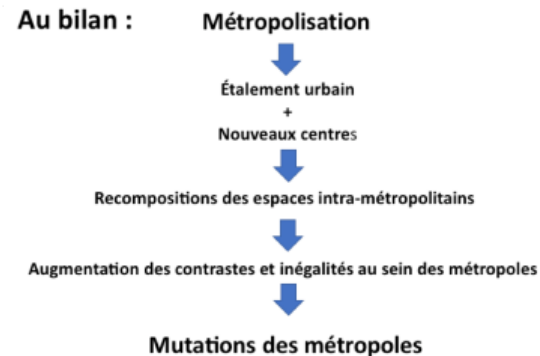 Au bilan : Métropolisation
Étalement urbain
+
Nouveaux centres
Recompositions des espaces intra-métropolitains
Augmentation des contrastes et inégalités au sein des métropoles
Mutations des métropoles